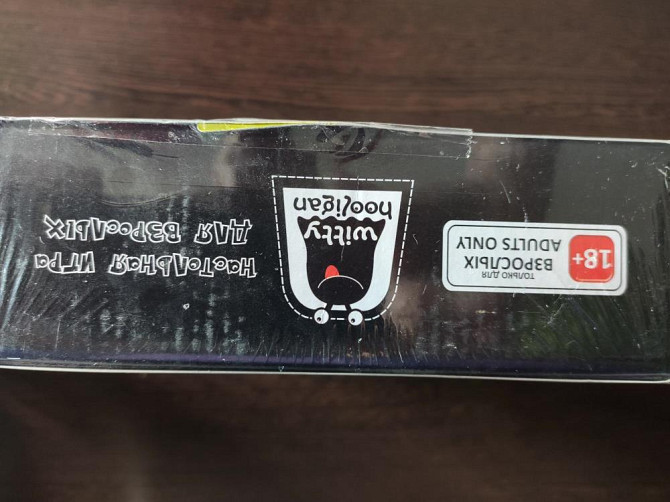 18+
ТОЛЬКО ДЛЯ
ВЗРОСЛЫХ
ADULTS ONLY
witty
hooligan
НАСТОЛЬНАЯ ИГРА
ДЛЯ ВЗРОСЛЫХ